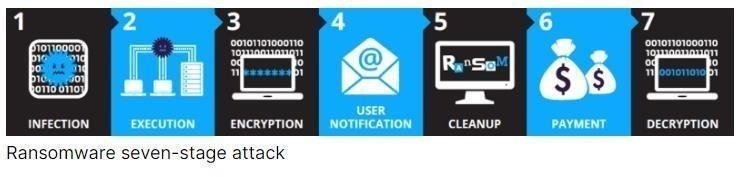 1 2 3 4 5 6 7
@
RanSoM
$ $
INFECTION EXECUTION ENCRYPTION USER NOTIFICATION CLEANUP PAYMENT DECRYPTION
Ransomware seven-stage attack